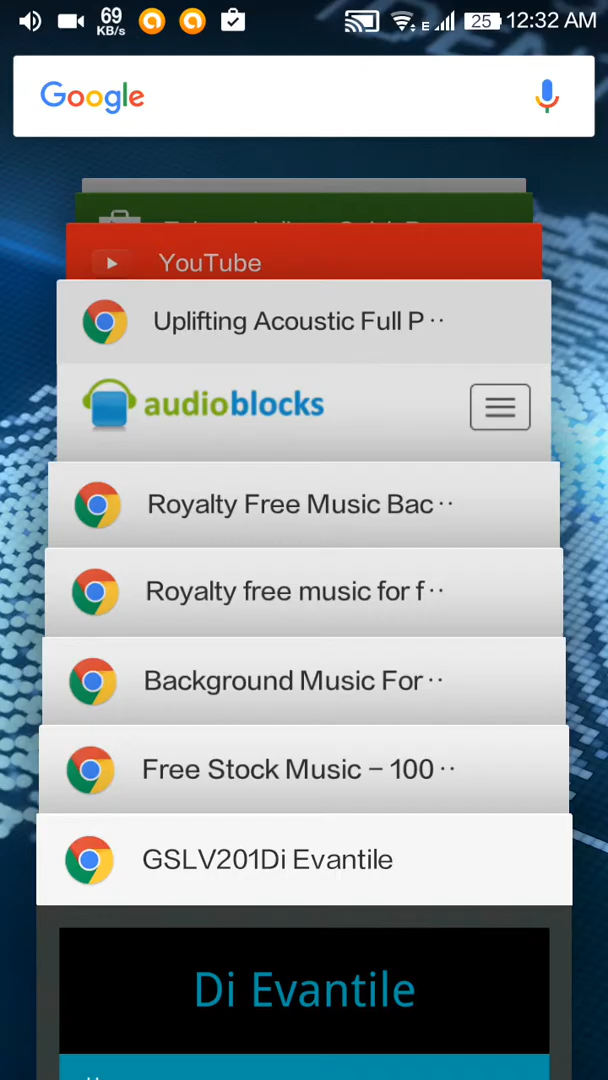 69
KB/s
E
25
12:32 AM
Google
YouTube
Uplifting Acoustic Full P··
audioblocks
Royalty Free Music Bac··
Royalty free music for f··
Background Music For··
Free Stock Music – 100··
GSLV201Di Evantile
Di Evantile